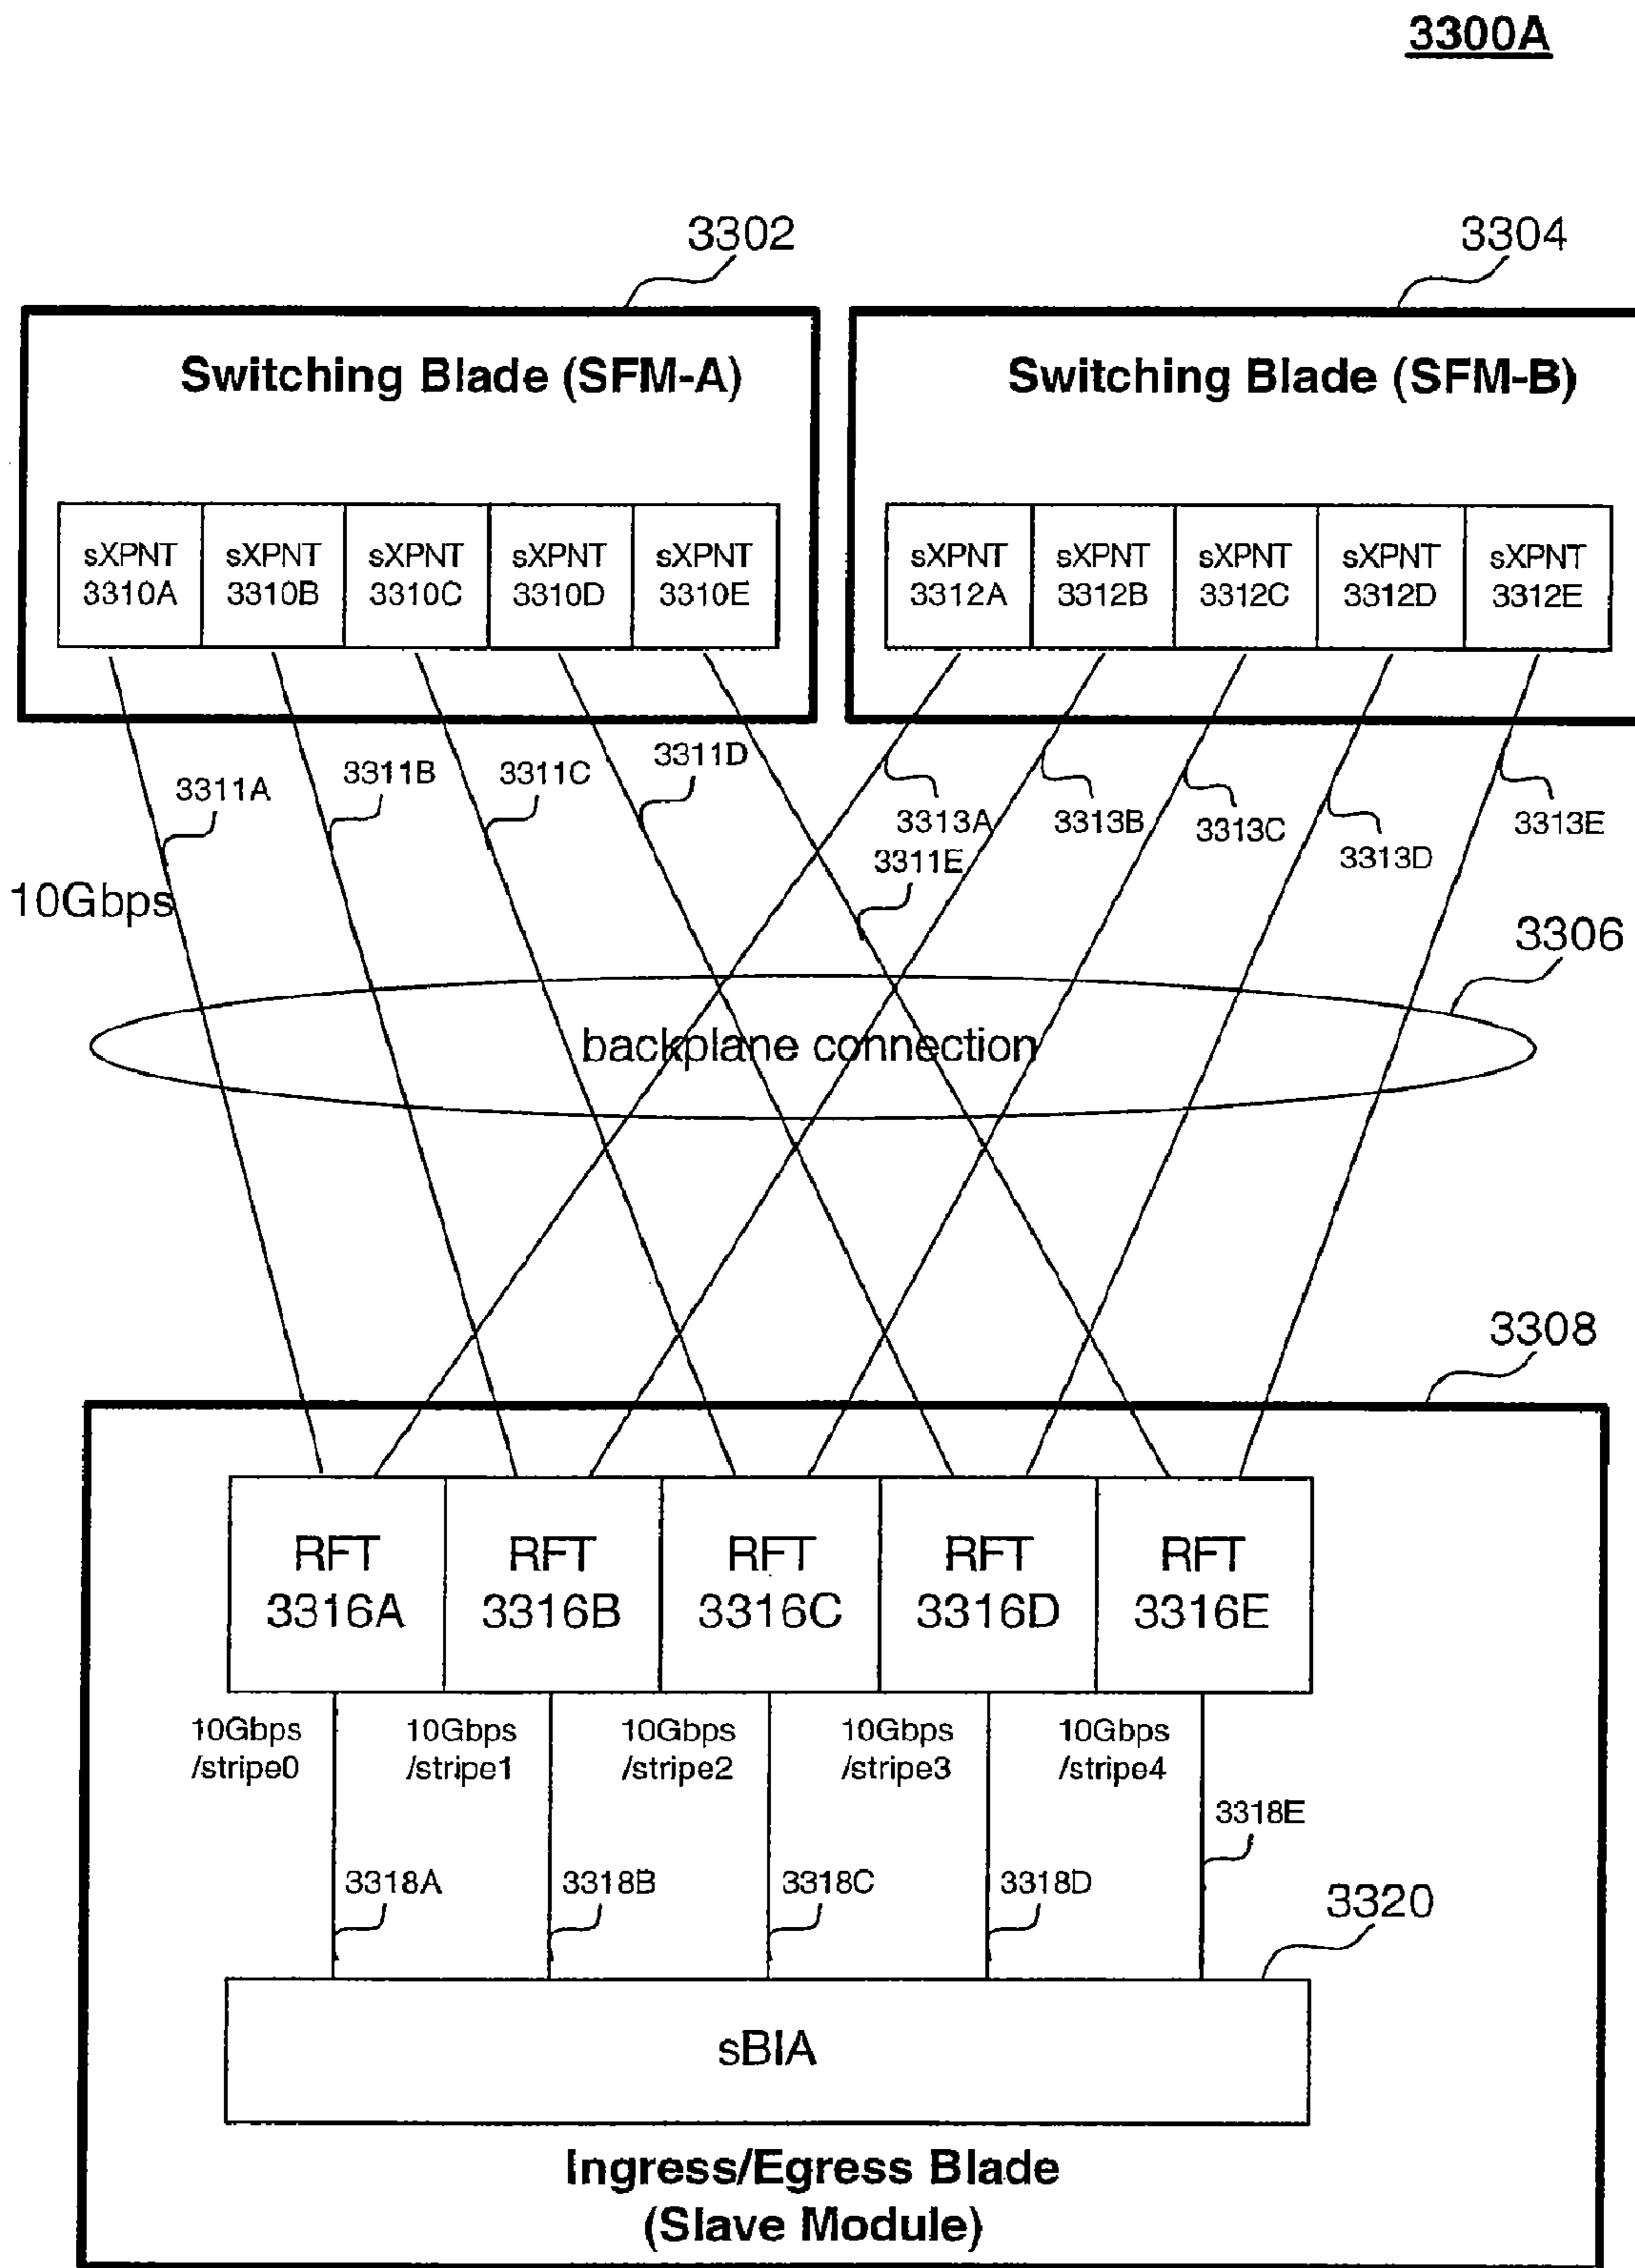 3300A
3302
3304
Switching Blade (SFM-A)
Switching Blade (SFM-B)
sXPNT
3310A
sXPNT
3310B
sXPNT
3310C
sXPNT
3310D
sXPNT
3310E
sXPNT
3312A
sXPNT
3312B
sXPNT
3312C
sXPNT
3312D
sXPNT
3312E
3311A
3311B
3311C
3311D
3313A
3311E
3313B
3313C
3313D
3313E
10Gbps
3306
backplane connection
3308
RFT
3316A
RFT
3316B
RFT
3316C
RFT
3316D
RFT
3316E
10Gbps
/stripe0
10Gbps
/stripe1
10Gbps
/stripe2
10Gbps
/stripe3
10Gbps
/stripe4
3318A
3318B
3318C
3318D
3318E
3320
sBIA
Ingress/Egress Blade
(Slave Module)